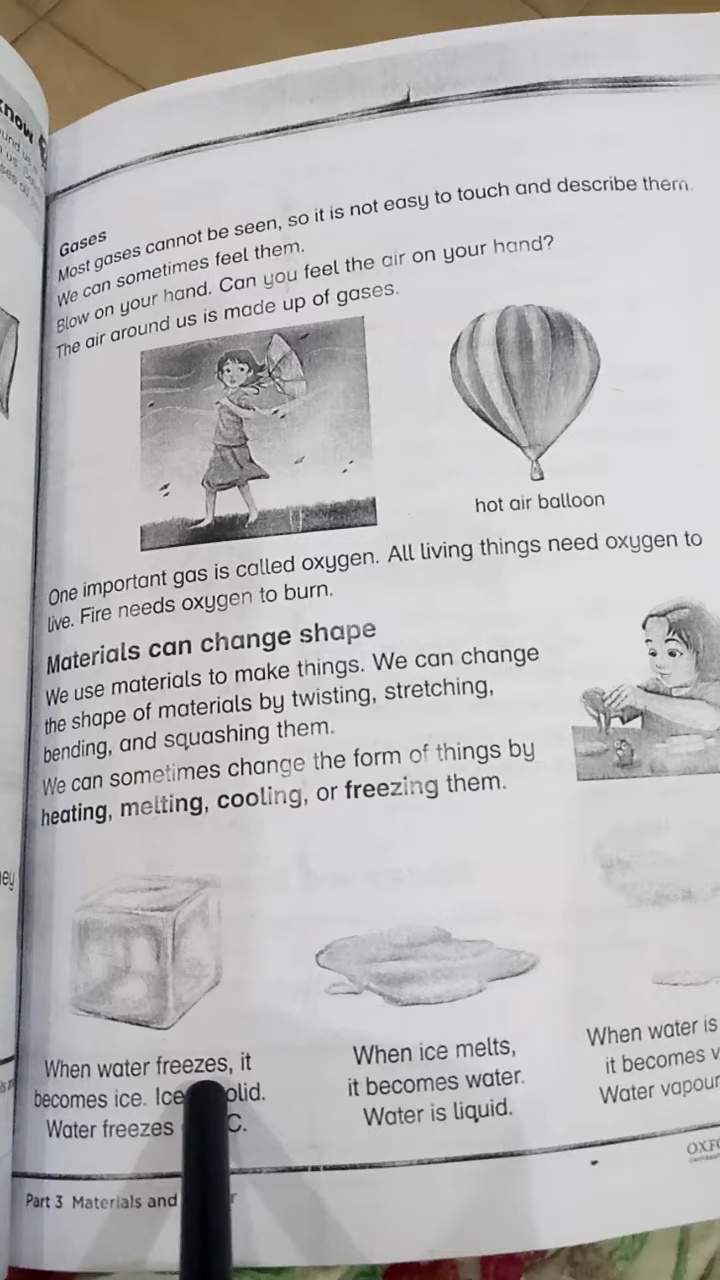 know
Gases
Most gases cannot be seen, so it is not easy to touch and describe them.
We can sometimes feel them.
Blow on your hand. Can you feel the air on your hand?
The air around us is made up of gases.
hot air balloon
One important gas is called oxygen. All living things need oxygen to
live. Fire needs oxygen to burn.
Materials can change shape
We use materials to make things. We can change
the shape of materials by twisting, stretching,
bending, and squashing them.
We can sometimes change the form of things by
heating, melting, cooling, or freezing them.
When water freezes, it
becomes ice. Ice olid.
Water freezes C.
When ice melts,
it becomes water.
Water is liquid.
When water is
it becomes v
Water vapour
OXFO
Part 3 Materials and